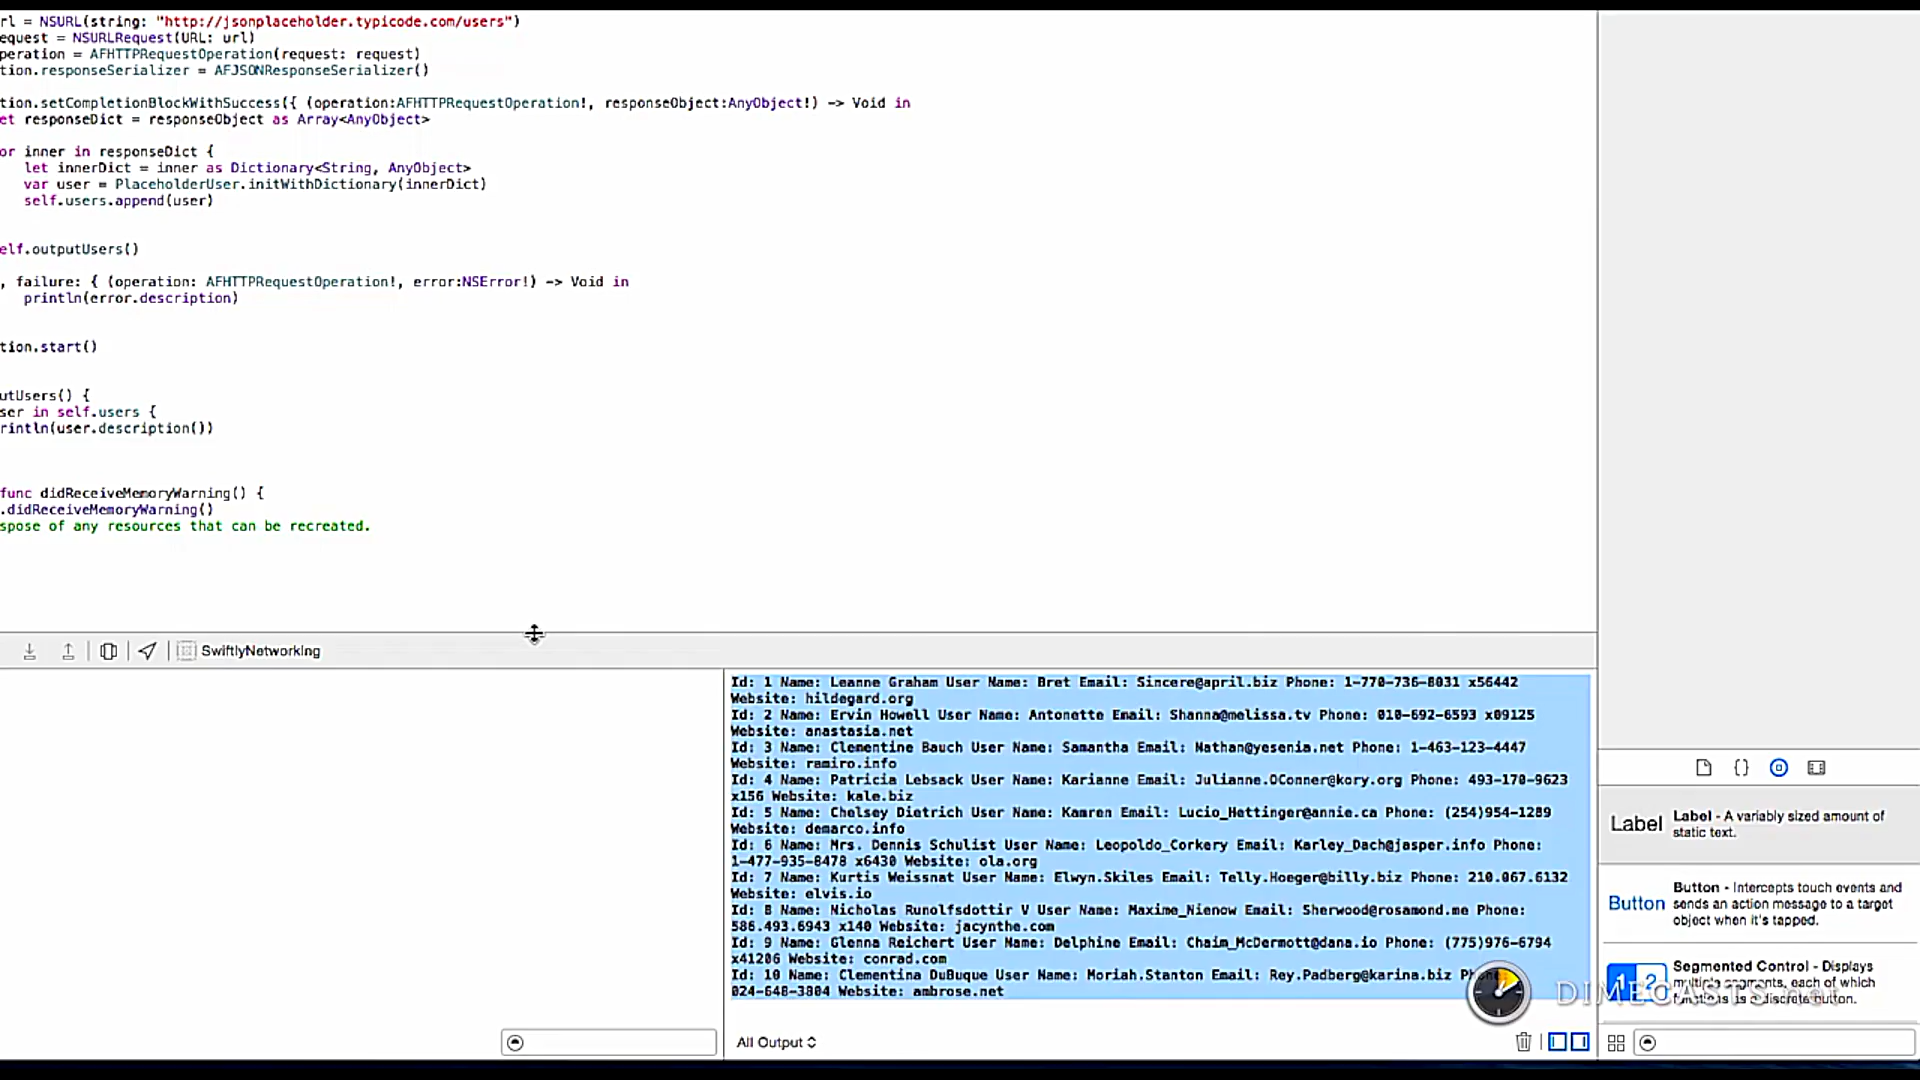 rl = NSURL(string: "http://jsonplaceholder.typicode.com/users")
equest = NSURLRequest(URL: url)
peration = AFHTTPRequestOperation(request: request)
tion.responseSerializer = AFJSONResponseSerializer()
tion.setCompletionBlockWithSuccess({ (operation:AFHTTPRequestOperation!, responseObject:AnyObject!) -> Void in
et responseDict = responseObject as Array<AnyObject>
or inner in responseDict {
let innerDict = inner as Dictionary<String, AnyObject>
var user = PlaceholderUser.initWithDictionary(innerDict)
self.users.append(user)
elf.outputUsers()
, failure: { (operation: AFHTTPRequestOperation!, error:NSError!) -> Void in
println(error.description)
tion.start()
utUsers() {
ser in self.users {
rintln(user.description())
func didReceiveMemoryWarning() {
.didReceiveMemoryWarning()
spose of any resources that can be recreated.
SwiftlyNetworking
Id: 1 Name: Leanne Graham User Name: Bret Email: Sincere@april.biz Phone: 1-770-736-8031 x56442
Website: hildegard.org
Id: 2 Name: Ervin Howell User Name: Antonette Email: Shanna@melissa.tv Phone: 010-692-6593 x09125
Website: anastasia.net
Id: 3 Name: Clementine Bauch User Name: Samantha Email: Nathan@yesenia.net Phone: 1-463-123-4447
Website: ramiro.info
Id: 4 Name: Patricia Lebsack User Name: Karianne Email: Julianne.OConner@kory.org Phone: 493-170-9623
x156 Website: kale.biz
Id: 5 Name: Chelsey Dietrich User Name: Kamren Email: Lucio_Hettinger@annie.ca Phone: (254)954-1289
Website: demarco.info
Id: 6 Name: Mrs. Dennis Schulist User Name: Leopoldo_Corkery Email: Karley_Dach@jasper.info Phone:
1-477-935-8478 x6430 Website: ola.org
Id: 7 Name: Kurtis Weissnat User Name: Elwyn.Skiles Email: Telly.Hoeger@billy.biz Phone: 210.067.6132
Website: elvis.io
Id: 8 Name: Nicholas Runolfsdottir V User Name: Maxime_Nienow Email: Sherwood@rosamond.me Phone:
586.493.6943 x140 Website: jacynthe.com
Id: 9 Name: Glenna Reichert User Name: Delphine Email: Chaim_McDermott@dana.io Phone: (775)976-6794
x41206 Website: conrad.com
Id: 10 Name: Clementina DuBuque User Name: Moriah.Stanton Email: Rey.Padberg@karina.biz Phone:
024-648-3804 Website: ambrose.net
All Output
Label
Label - A variably sized amount of
static text.
Button
Button - Intercepts touch events and
sends an action message to a target
object when it's tapped.
1 2
Segmented Control - Displays
multiple segments, each of which
functions as a discrete button.
DIMECASTS.net